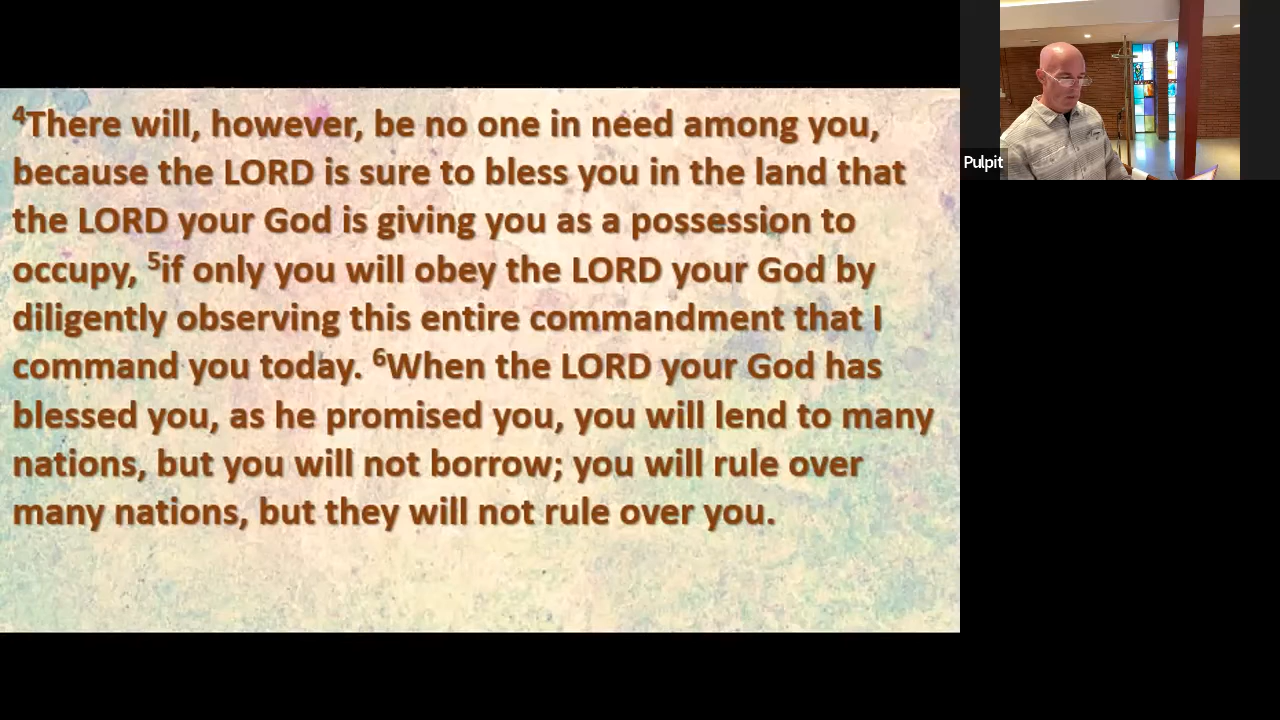 ⁴There will, however, be no one in need among you,
because the LORD is sure to bless you in the land that
the LORD your God is giving you as a possession to
occupy, ⁵if only you will obey the LORD your God by
diligently observing this entire commandment that I
command you today. ⁶When the LORD your God has
blessed you, as he promised you, you will lend to many
nations, but you will not borrow; you will rule over
many nations, but they will not rule over you.
Pulpit